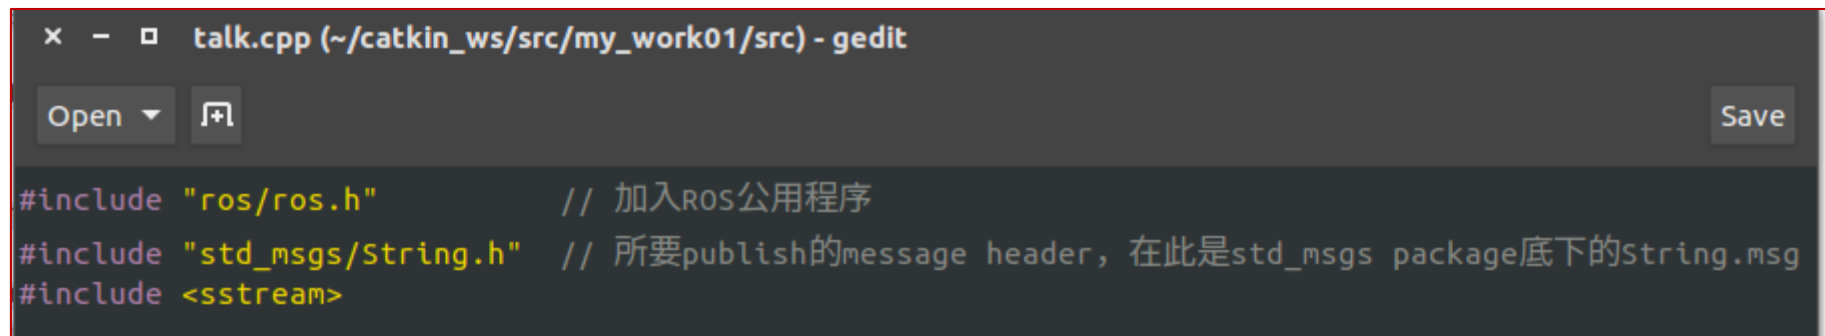 talk.cpp (~/catkin_ws/src/my_work01/src) - gedit
Open
Save
#include "ros/ros.h" // 加入ROS公用程序
#include "std_msgs/String.h" // 所要publish的message header，在此是std_msgs package底下的String.msg
#include <sstream>